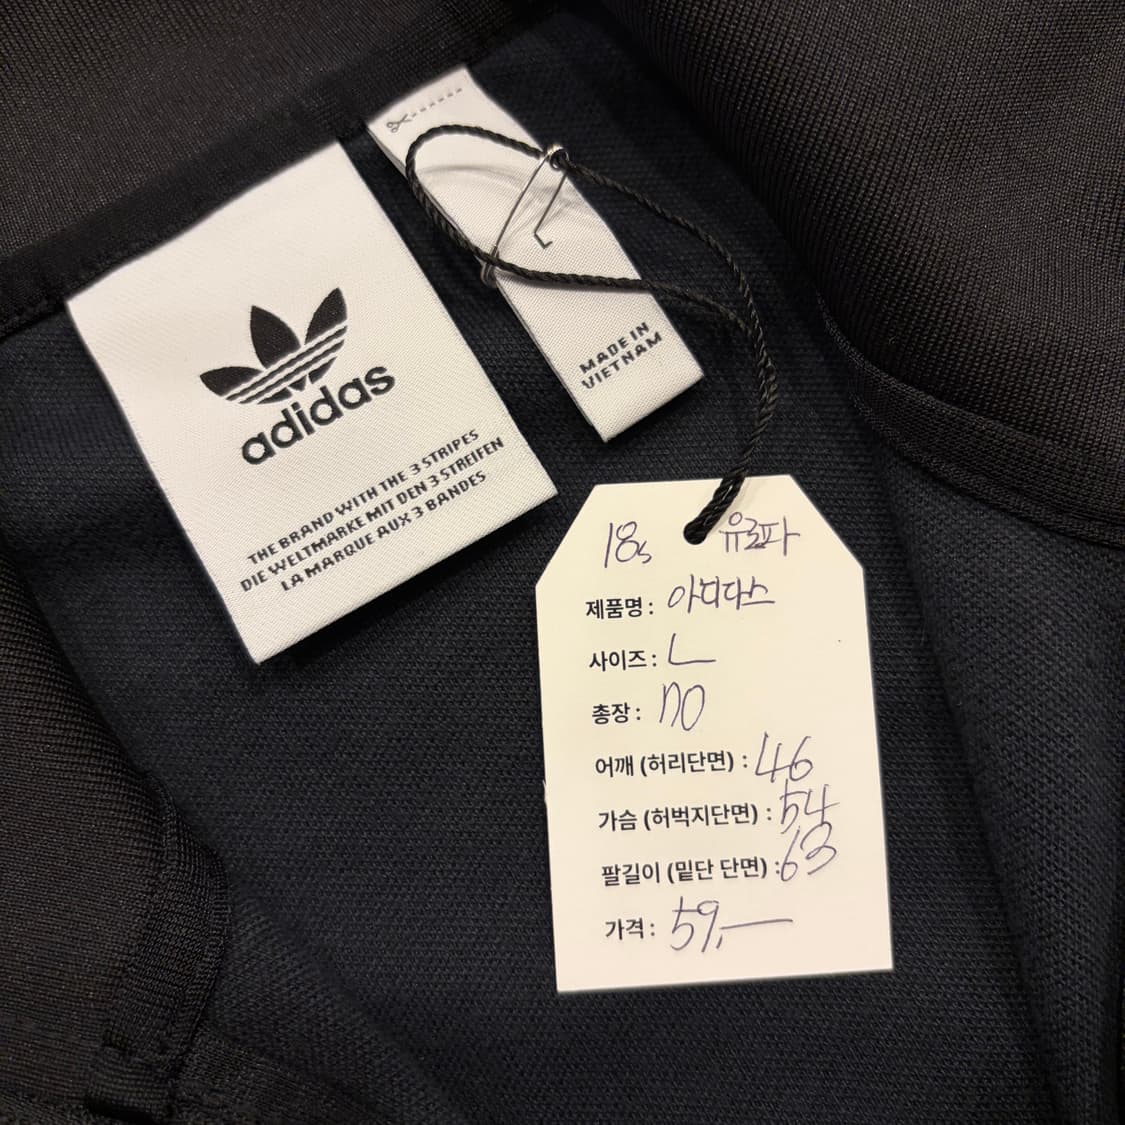 adidas
THE BRAND WITH THE 3 STRIPES
DIE WELTMARKE MIT DEN 3 STREIFEN
LA MARQUE AUX 3 BANDES
MADE IN
VIETNAM
18s 유로파
제품명 : 아디다스
사이즈 : L
총장 : 70
어깨 (허리단면) : 46
가슴 (허벅지단면) : 54
팔길이 (밑단 단면) : 63
가격 : 59,—